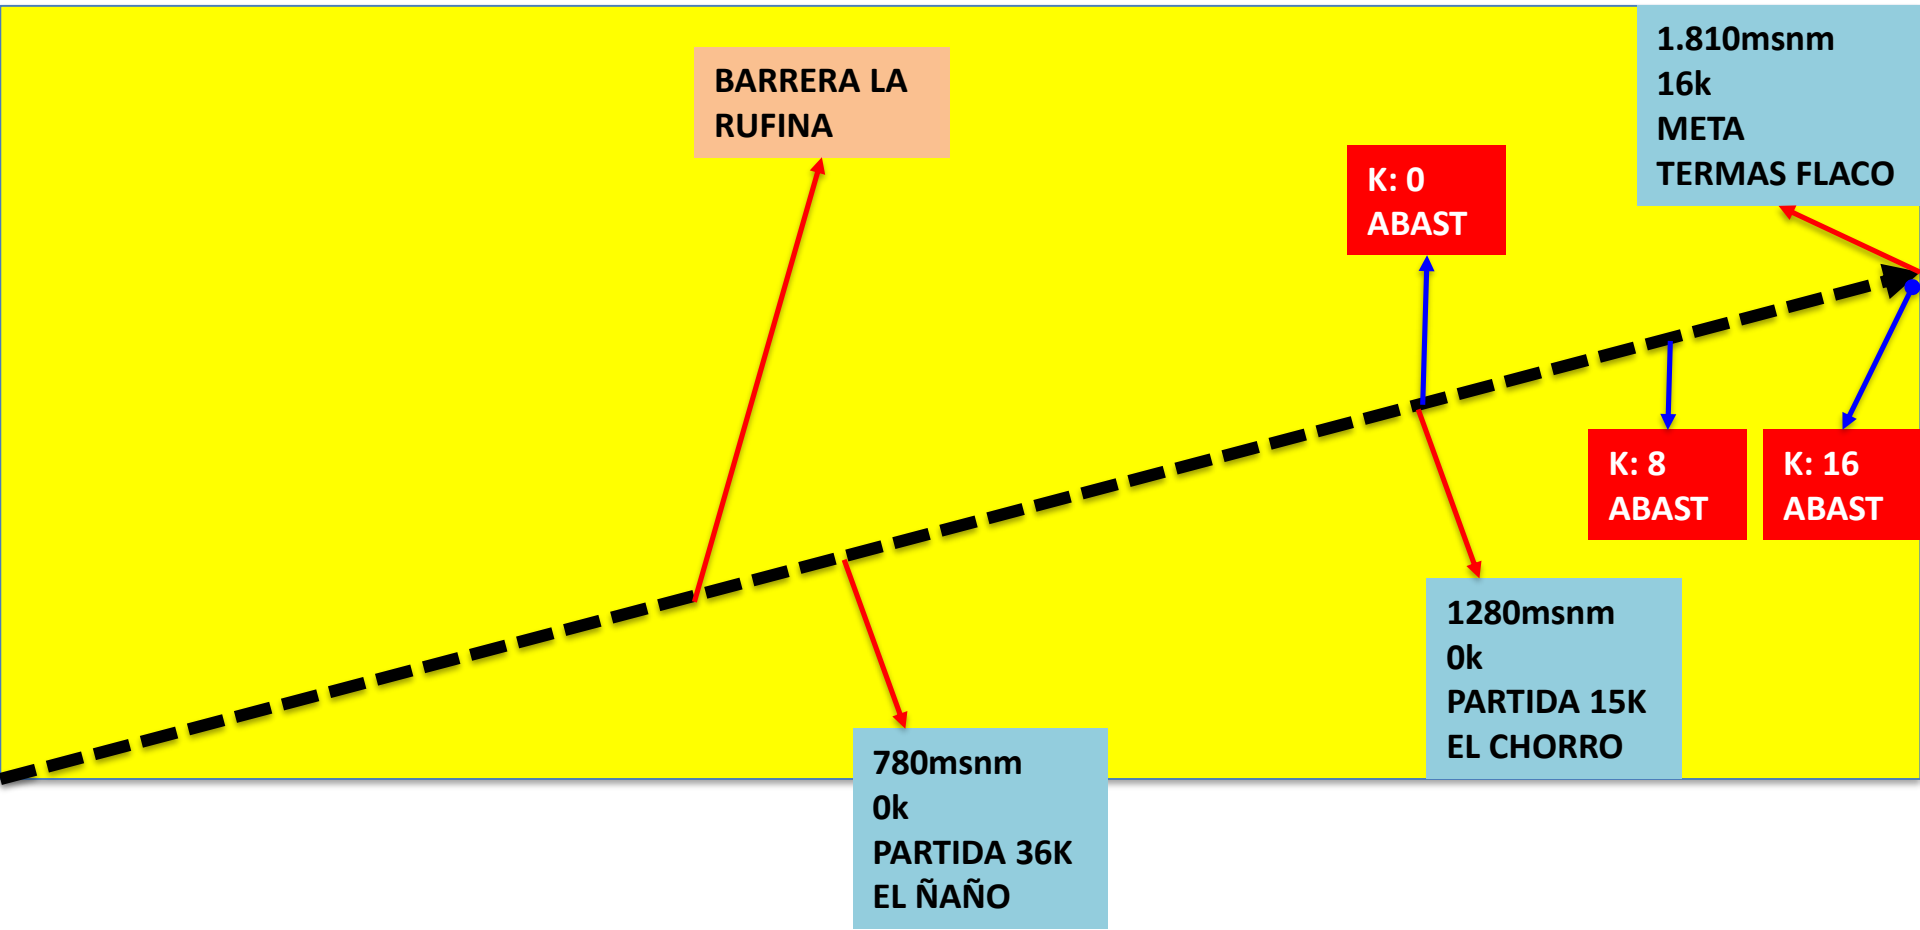 BARRERA LA
RUFINA
1.810msnm
16k
META
TERMAS FLACO
K: 0
ABAST
K: 8
ABAST
K: 16
ABAST
1280msnm
0k
PARTIDA 15K
EL CHORRO
780msnm
0k
PARTIDA 36K
EL ÑAÑO